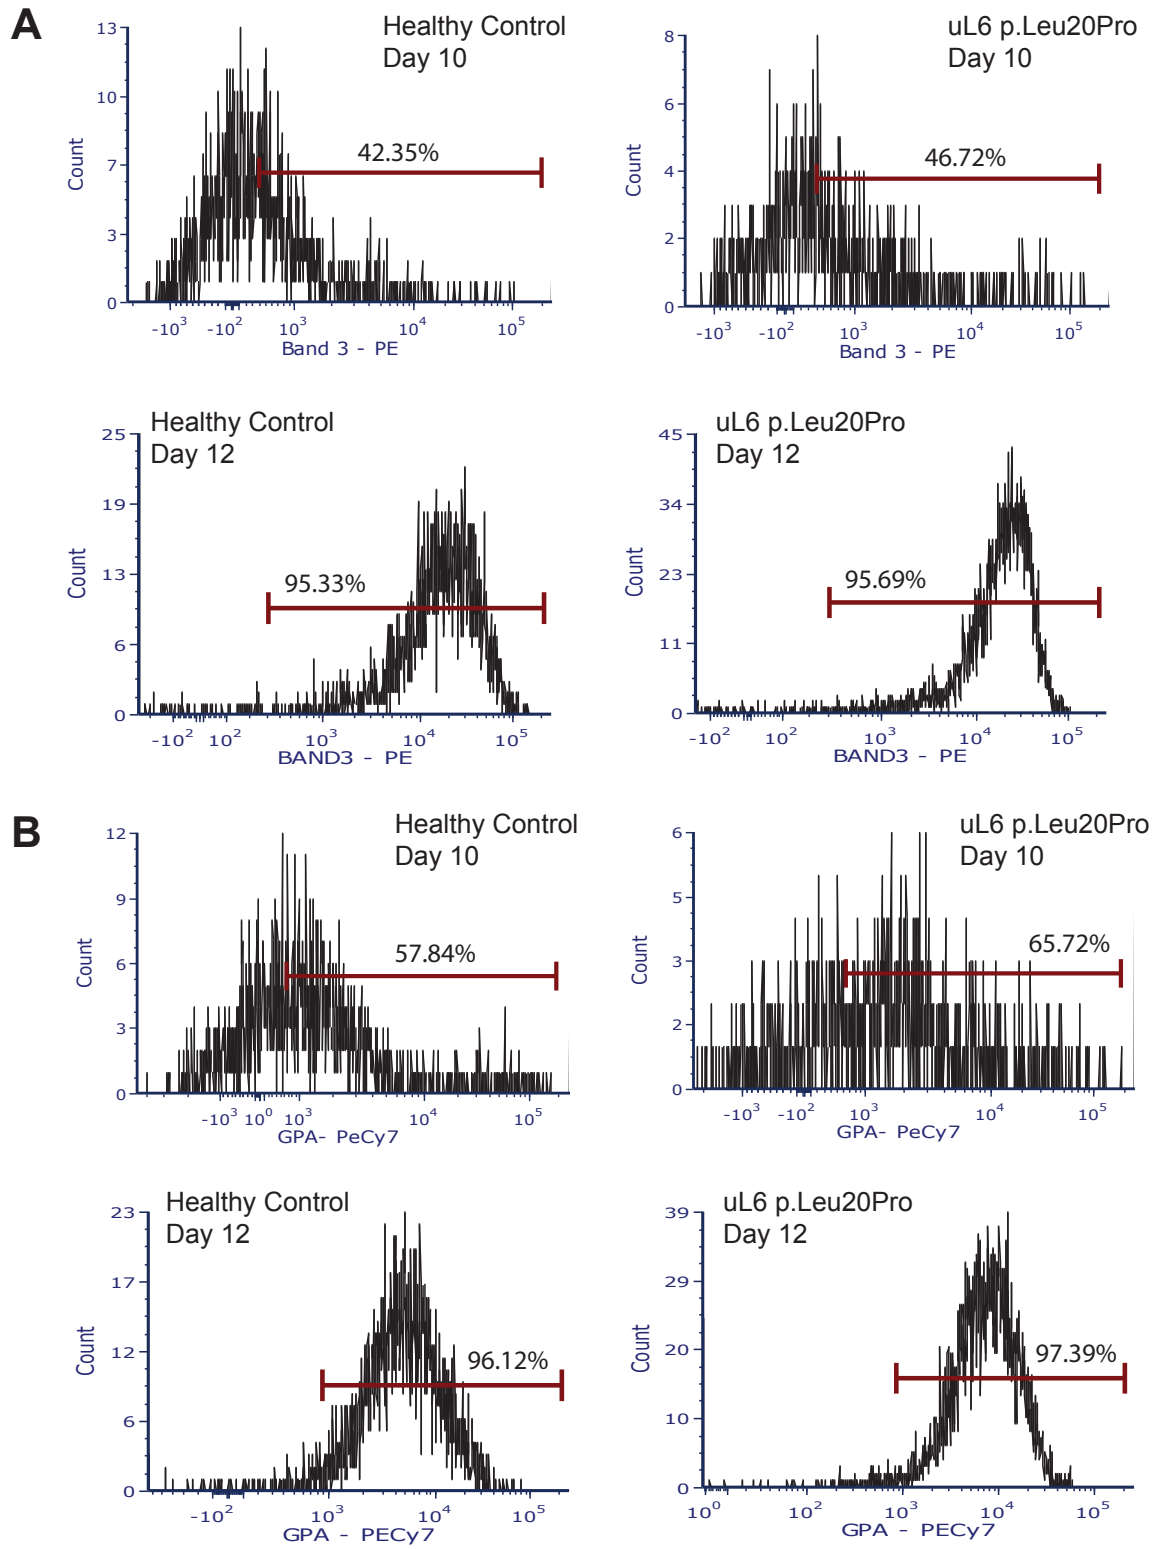 A
Healthy Control
Day 10
13
10
7
3
0
Count
42.35%
-10³ -10² 10³ 10⁴ 10⁵
Band 3 - PE
uL6 p.Leu20Pro
Day 10
8
6
4
2
0
Count
46.72%
-10³ -10² 10³ 10⁴ 10⁵
Band 3 - PE
Healthy Control
Day 12
25
19
13
6
0
Count
95.33%
-10² 10² 10³ 10⁴ 10⁵
BAND3 - PE
uL6 p.Leu20Pro
Day 12
45
34
23
11
0
Count
95.69%
-10² 10² 10³ 10⁴ 10⁵
BAND3 - PE
B
Healthy Control
Day 10
12
9
6
3
0
Count
57.84%
-10³ 10⁰ 10³ 10⁴ 10⁵
GPA- PeCy7
uL6 p.Leu20Pro
Day 10
6
5
3
2
0
Count
65.72%
-10³ -10² 10³ 10⁴ 10⁵
GPA- PeCy7
Healthy Control
Day 12
23
17
12
6
0
Count
96.12%
-10² 10³ 10⁴ 10⁵
GPA - PECy7
uL6 p.Leu20Pro
Day 12
39
29
20
10
0
Count
97.39%
10⁰ 10² 10³ 10⁴ 10⁵
GPA - PECy7